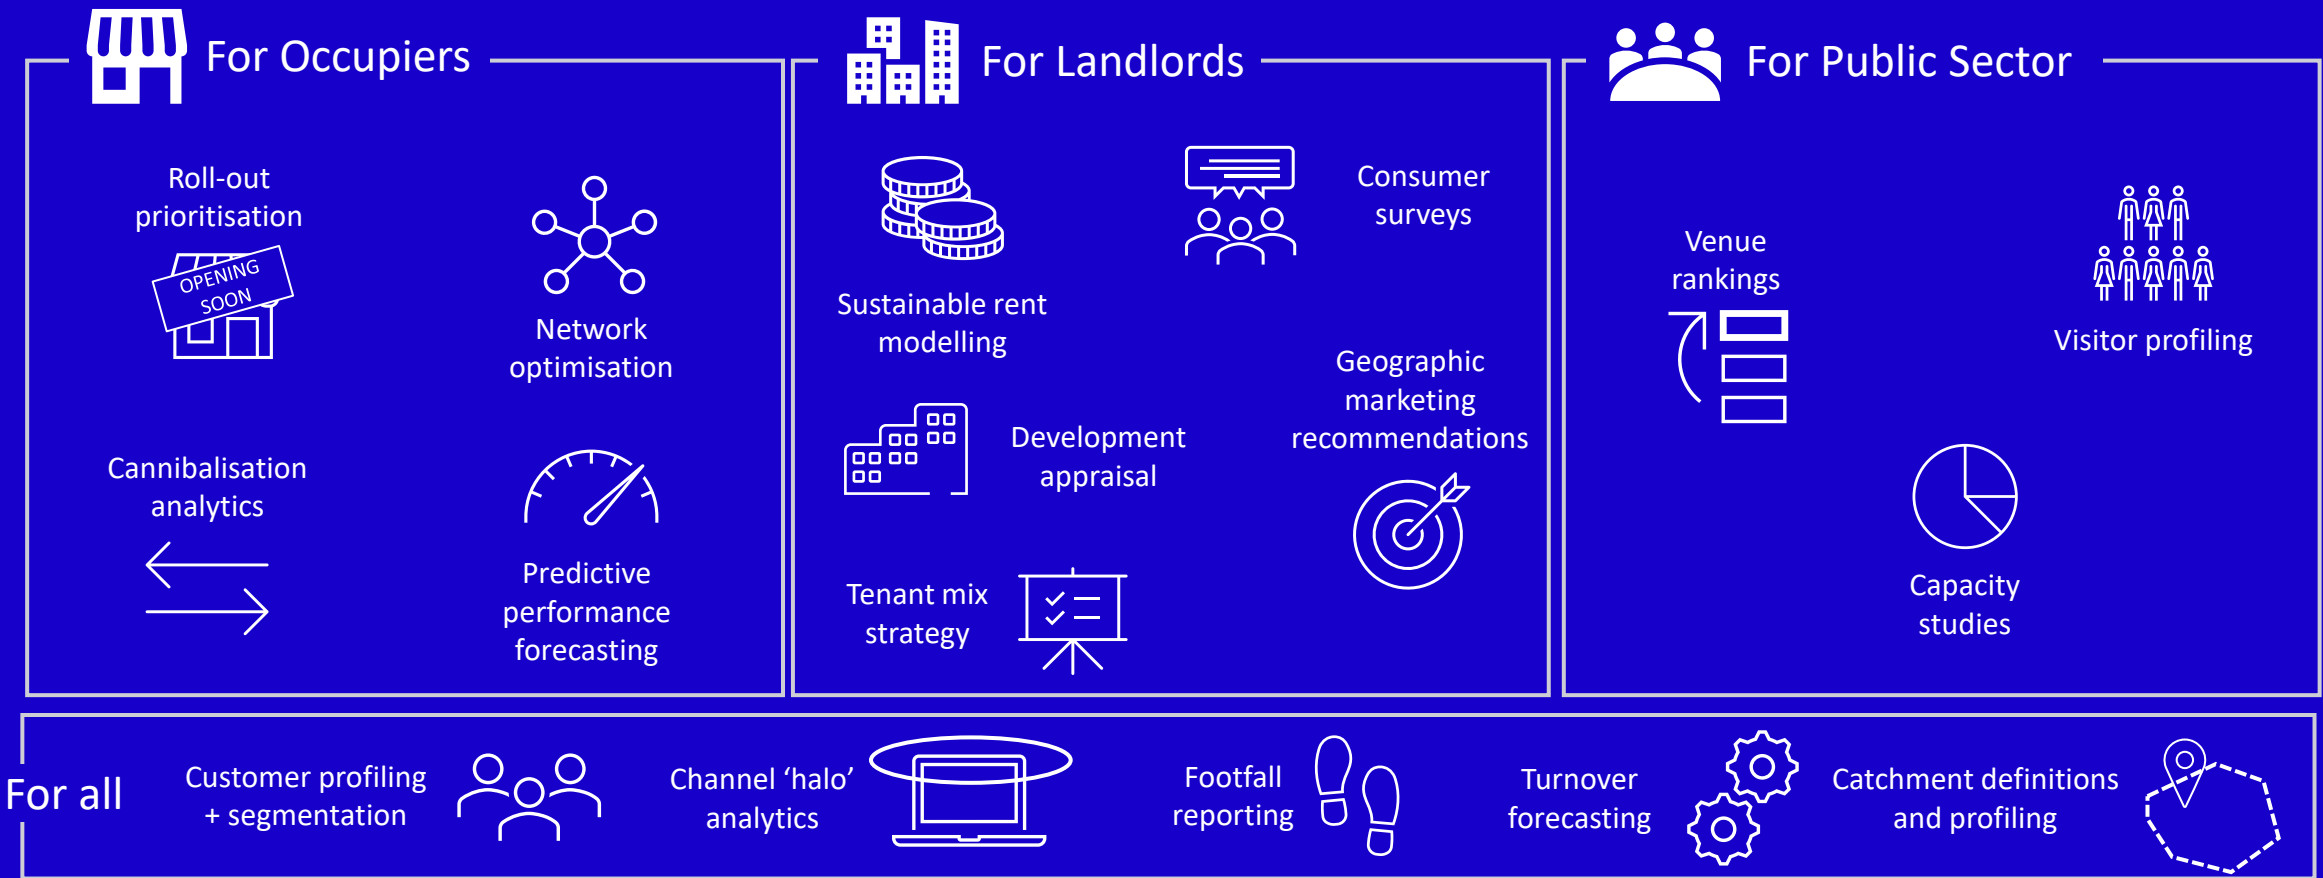 For Occupiers
Roll-out
prioritisation
OPENING
SOON
Network
optimisation
Cannibalisation
analytics
Predictive
performance
forecasting
For Landlords
Sustainable rent
modelling
Consumer
surveys
Development
appraisal
Geographic
marketing
recommendations
Tenant mix
strategy
For Public Sector
Venue
rankings
Visitor profiling
Capacity
studies
For all
Customer profiling
+ segmentation
Channel ‘halo’
analytics
Footfall
reporting
Turnover
forecasting
Catchment definitions
and profiling